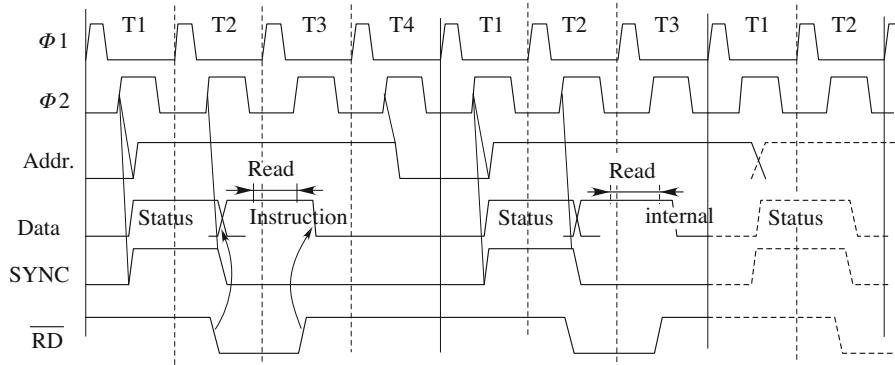 T1 T2 T3 T4 T1 T2 T3 T1 T2
Φ1
Φ2
Addr.
Read Read
Data Status Instruction Status internal Status
SYNC
R̅D̅